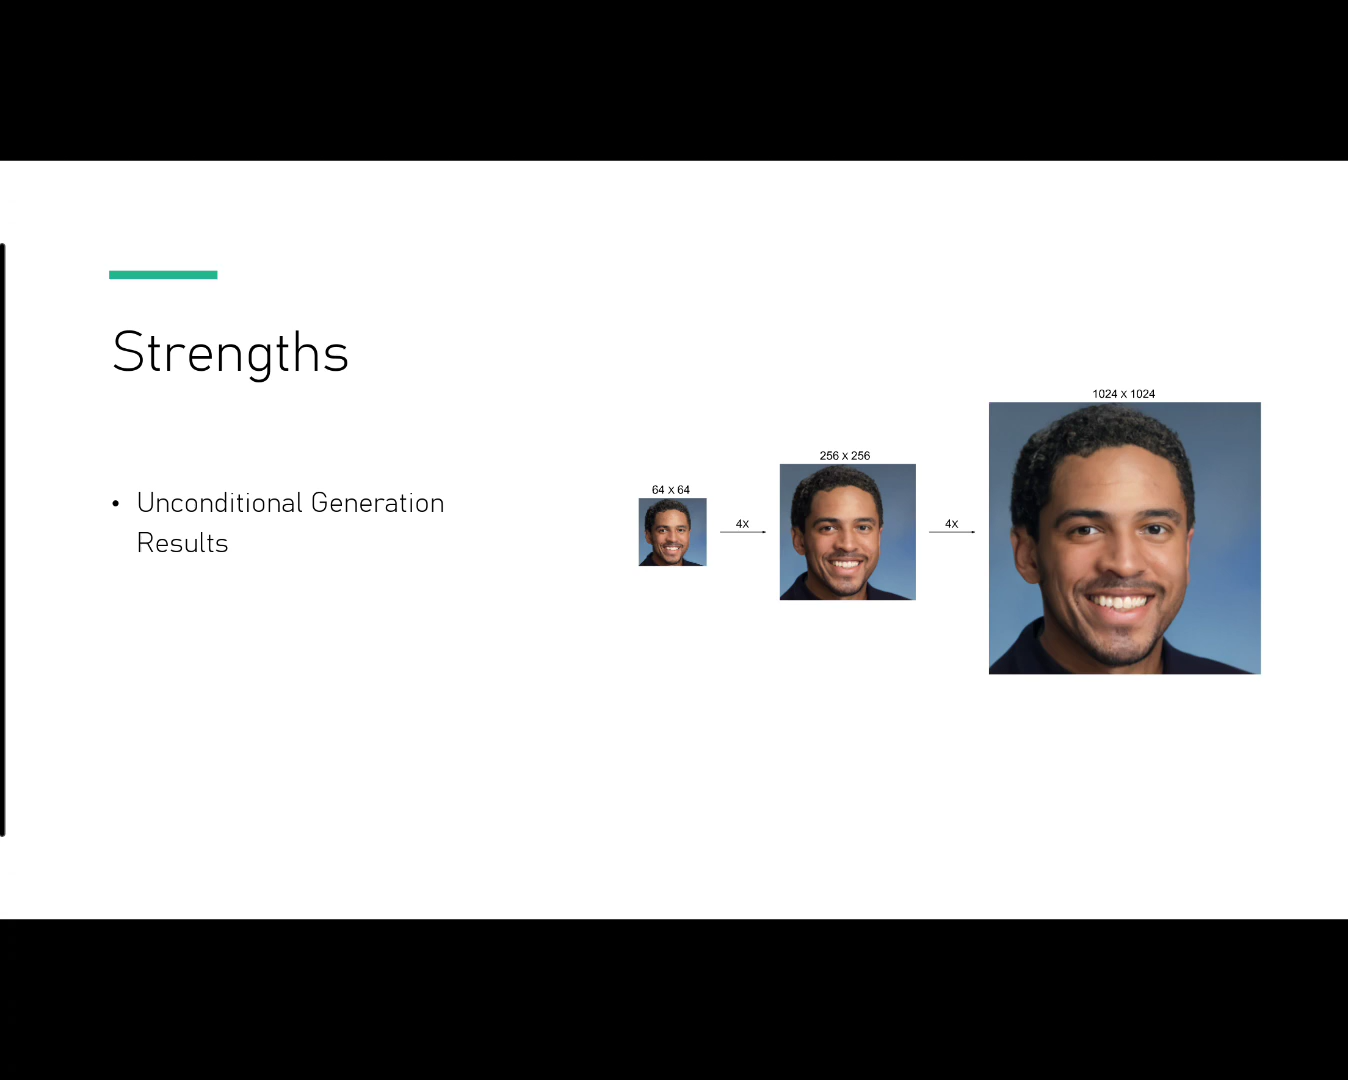 Strengths
• Unconditional Generation
Results
64 X 64
4X
256 X 256
4X
1024 X 1024